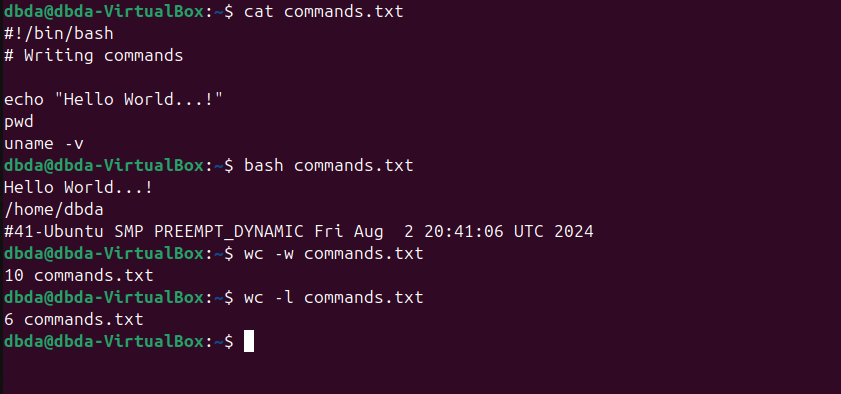 dbda@dbda-VirtualBox:~$ cat commands.txt
#!/bin/bash
# Writing commands

echo "Hello World...!"
pwd
uname -v
dbda@dbda-VirtualBox:~$ bash commands.txt
Hello World...!
/home/dbda
#41-Ubuntu SMP PREEMPT_DYNAMIC Fri Aug  2 20:41:06 UTC 2024
dbda@dbda-VirtualBox:~$ wc -w commands.txt
10 commands.txt
dbda@dbda-VirtualBox:~$ wc -l commands.txt
6 commands.txt
dbda@dbda-VirtualBox:~$